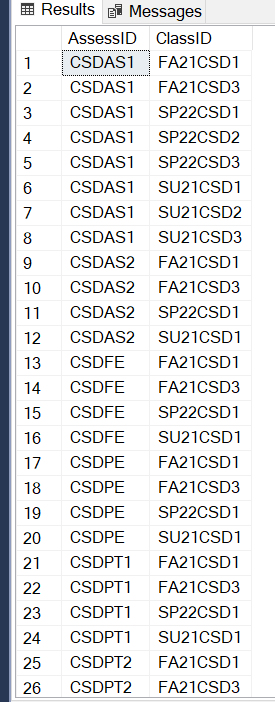 Results Messages
AssessID ClassID
1 CSDAS1 FA21CSD1
2 CSDAS1 FA21CSD3
3 CSDAS1 SP22CSD1
4 CSDAS1 SP22CSD2
5 CSDAS1 SP22CSD3
6 CSDAS1 SU21CSD1
7 CSDAS1 SU21CSD2
8 CSDAS1 SU21CSD3
9 CSDAS2 FA21CSD1
10 CSDAS2 FA21CSD3
11 CSDAS2 SP22CSD1
12 CSDAS2 SU21CSD1
13 CSDFE FA21CSD1
14 CSDFE FA21CSD3
15 CSDFE SP22CSD1
16 CSDFE SU21CSD1
17 CSDPE FA21CSD1
18 CSDPE FA21CSD3
19 CSDPE SP22CSD1
20 CSDPE SU21CSD1
21 CSDPT1 FA21CSD1
22 CSDPT1 FA21CSD3
23 CSDPT1 SP22CSD1
24 CSDPT1 SU21CSD1
25 CSDPT2 FA21CSD1
26 CSDPT2 FA21CSD3